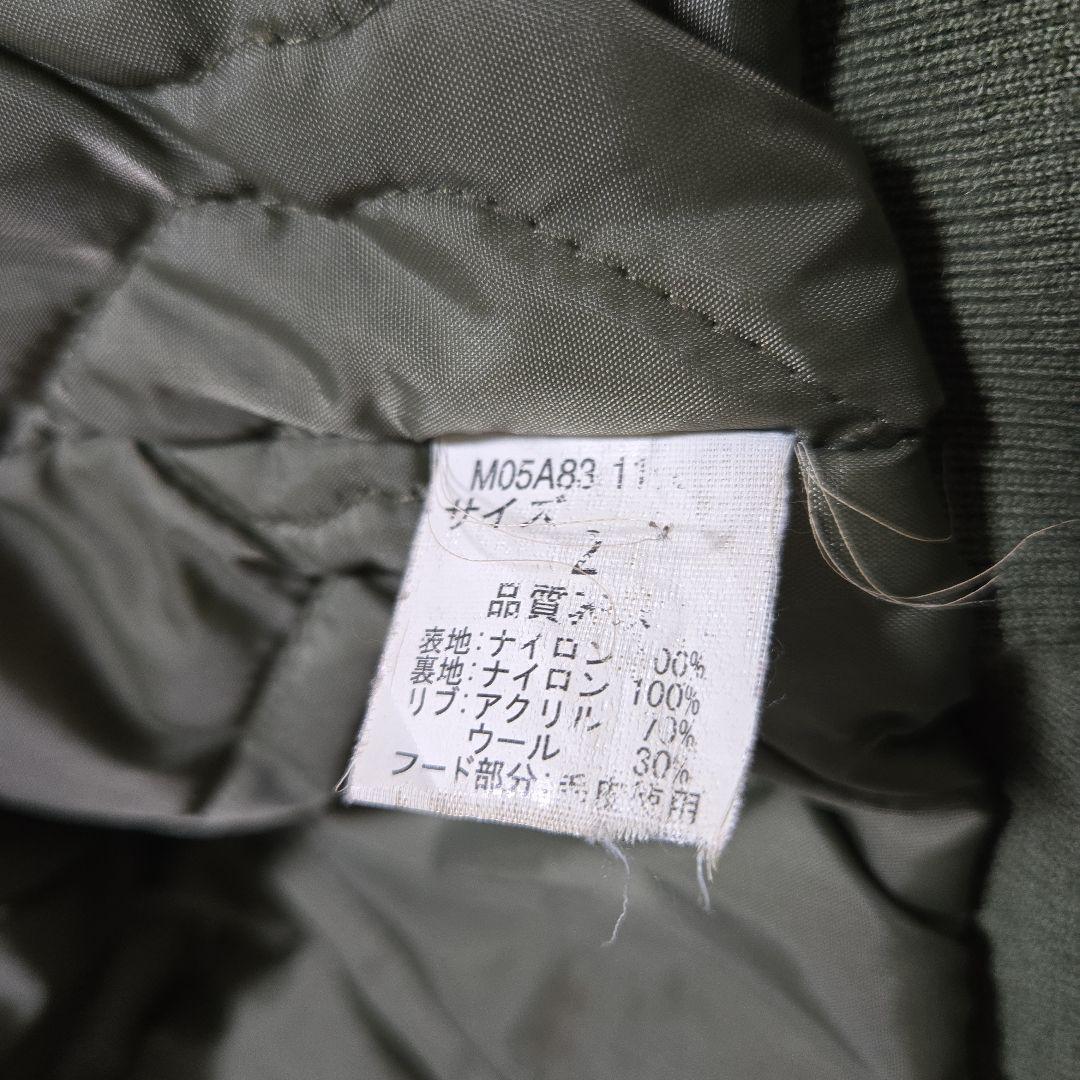 M05A83 11
サイズ
2
品質
表地:ナイロン 100%
裏地:ナイロン 100%
リブ:アクリル 70%
ウール 30%
フード部分:毛皮使用